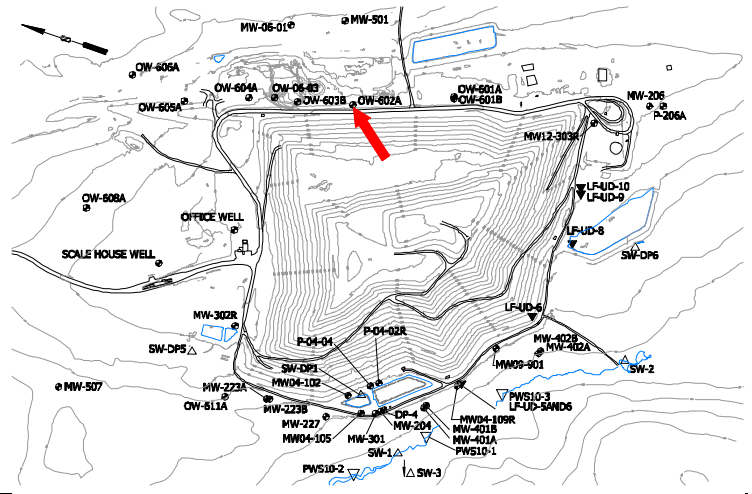 MW-06-01
MW-501
OW-606A
OW-604A
OW-06-03
OW-605A
OW-603B
OW-602A
OW-601A
OW-601B
MW-206
P-206A
MW12-303R
LF-UD-10
LF-UD-9
OW-608A
OFFICE WELL
LF-UD-8
SW-DP6
SCALE HOUSE WELL
LF-UD-6
MW-302R
P-04-02R
P-04-04
MW-402B
MW-402A
SW-DP5
SW-DP1
MW09-901
SW-2
MW-507
MW-223A
MW04-102
OW-611A
MW-223B
PWS10-3
LF-UD-5AND6
MW-227
DP-4
MW04-109R
MW-204
MW-401B
MW04-105
MW-301
MW-401A
SW-1
PWS10-1
PWS10-2
SW-3